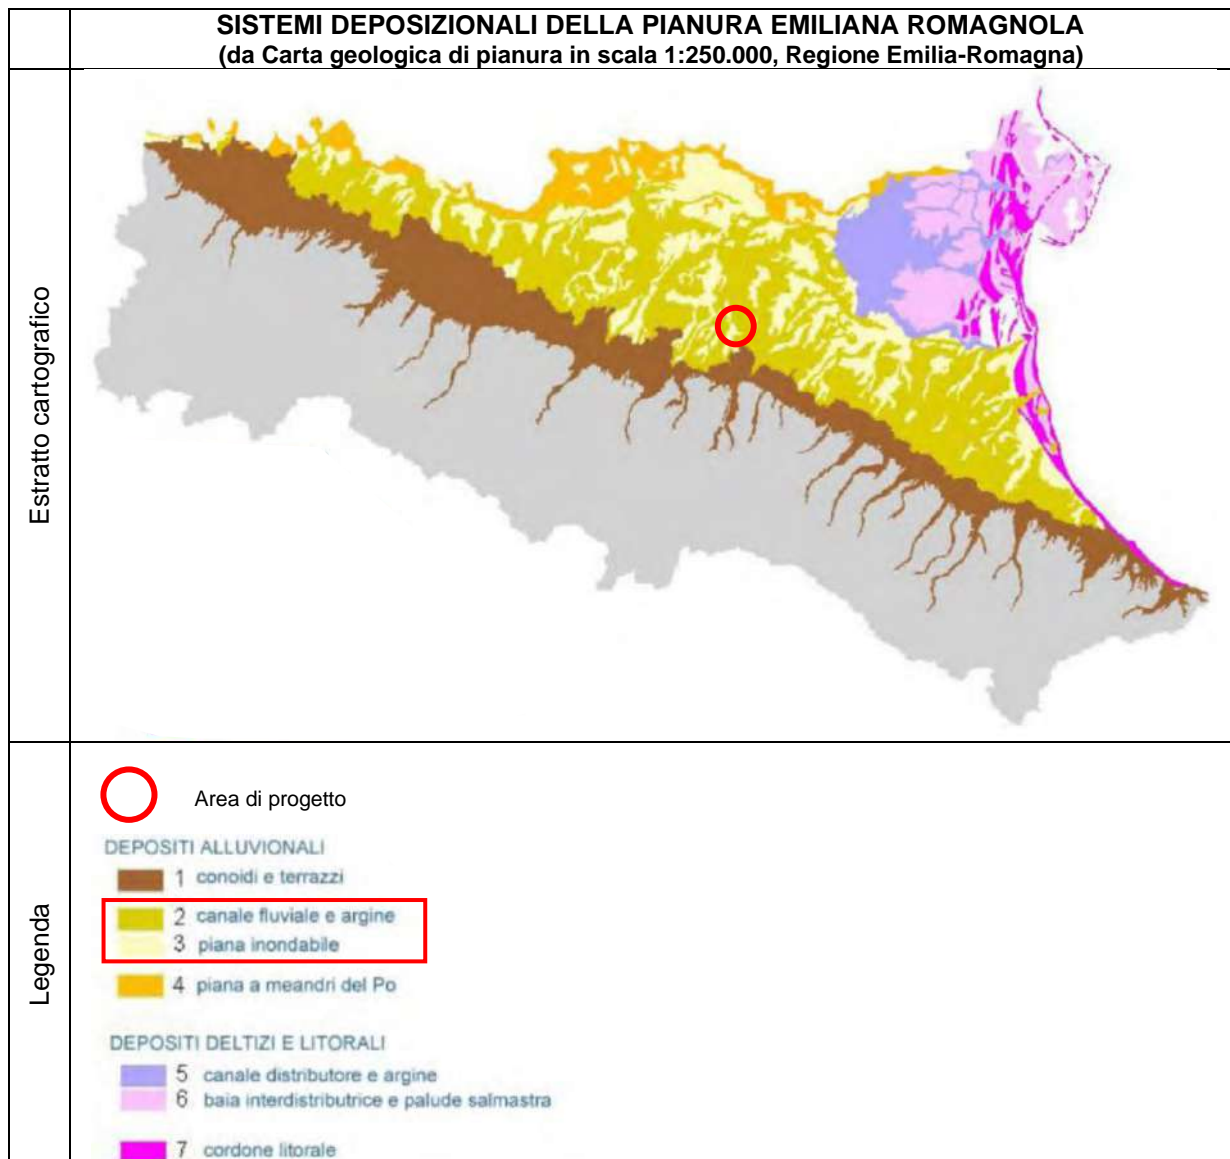 SISTEMI DEPOSIZIONALI DELLA PIANURA EMILIANA ROMAGNOLA
(da Carta geologica di pianura in scala 1:250.000, Regione Emilia-Romagna)
Estratto cartografico
Legenda
Area di progetto
DEPOSITI ALLUVIONALI
1 conoidi e terrazzi
2 canale fluviale e argine
3 piana inondabile
4 piana a meandri del Po
DEPOSITI DELTIZI E LITORALI
5 canale distributore e argine
6 baia interdistributrice e palude salmastra
7 cordone litorale